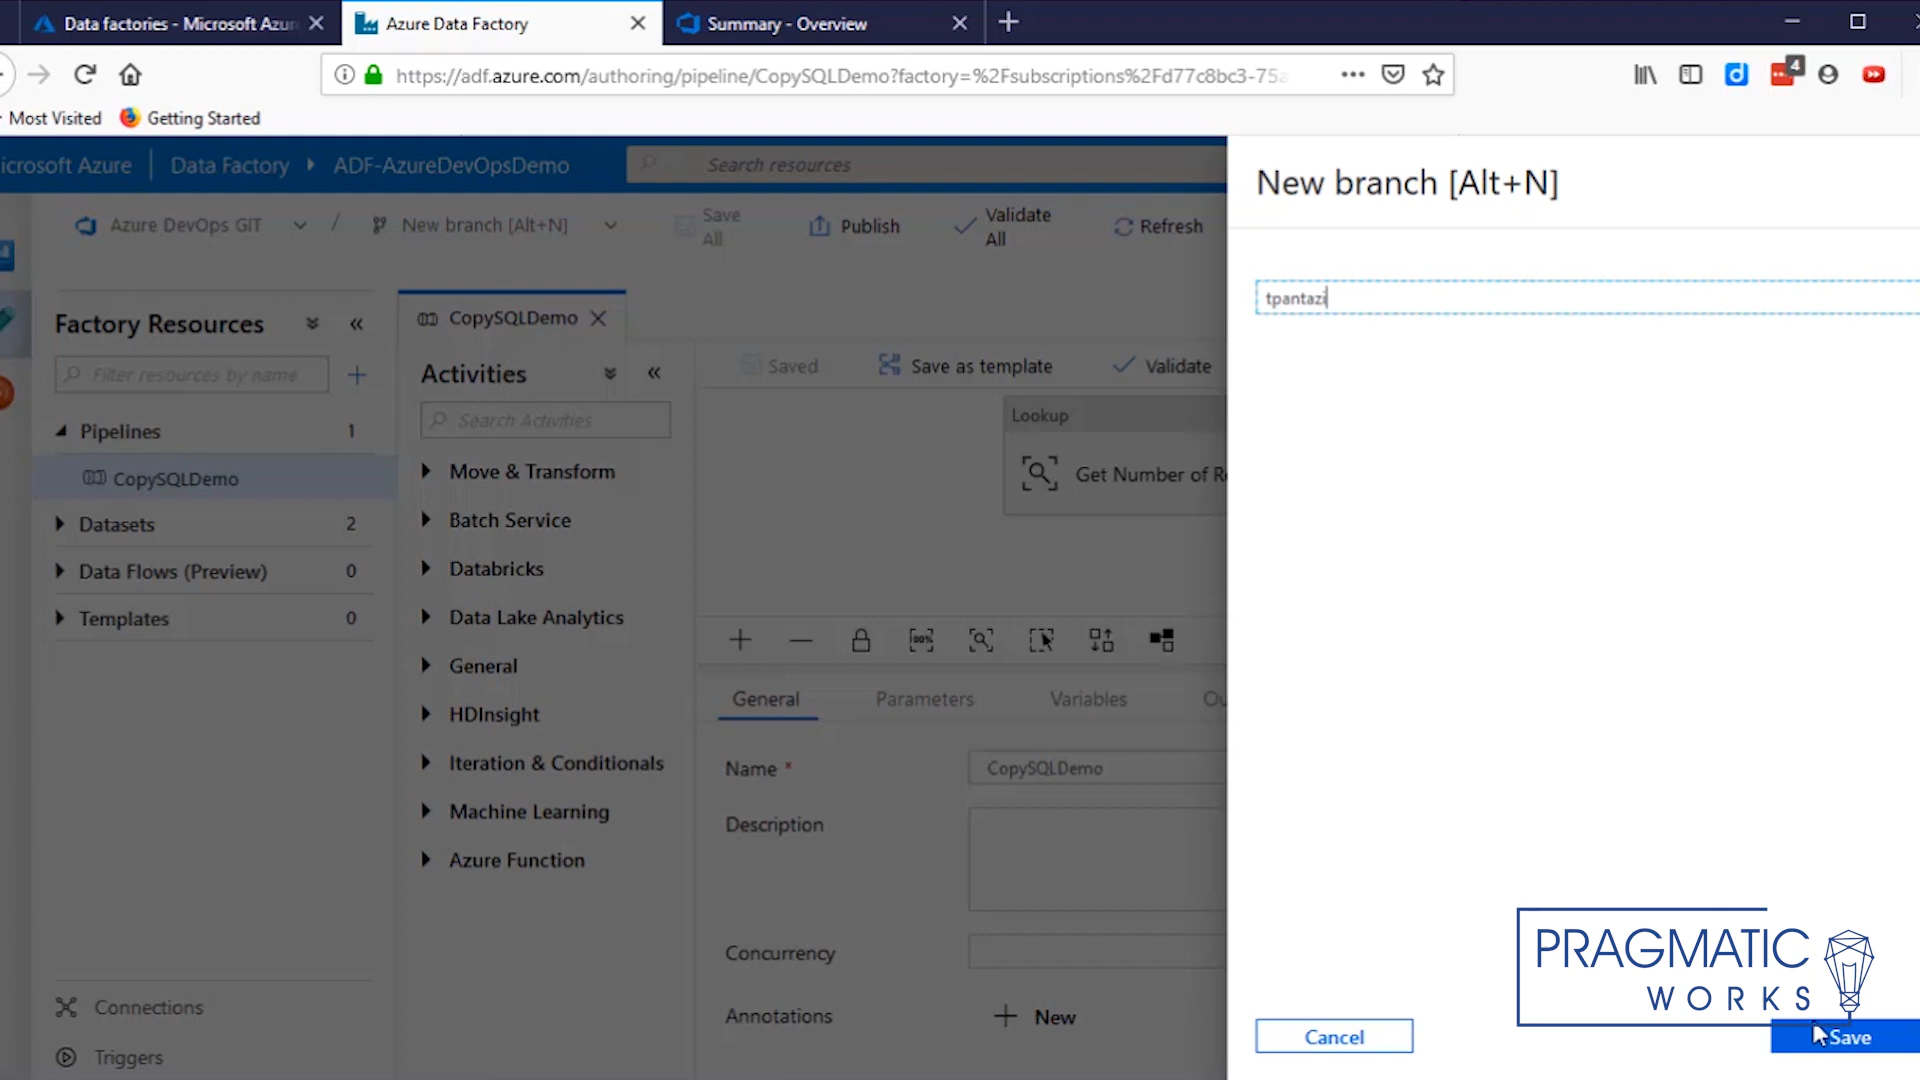 Data factories - Microsoft Azur
Azure Data Factory
Summary - Overview
https://adf.azure.com/authoring/pipeline/CopySQLDemo?factory=%2Fsubscriptions%2Fd77c8bc3-75a
4
Most Visited
Getting Started
icrosoft Azure
Data Factory
ADF-AzureDevOpsDemo
Search resources
New branch [Alt+N]
Azure DevOps GIT
/
New branch [Alt+N]
Save All
Publish
Validate All
Refresh
tpantazi
Factory Resources
CopySQLDemo
Filter resources by name
Activities
Saved
Save as template
Validate
Search Activities
Lookup
Get Number of Re
Pipelines 1
CopySQLDemo
Datasets 2
Data Flows (Preview) 0
Templates 0
Move & Transform
Batch Service
Databricks
Data Lake Analytics
General
HDInsight
Iteration & Conditionals
Machine Learning
Azure Function
100%
General
Parameters
Variables
Ou
Name *
CopySQLDemo
Description
Concurrency
Annotations
New
Connections
Triggers
PRAGMATIC
WORKS
Cancel
Save